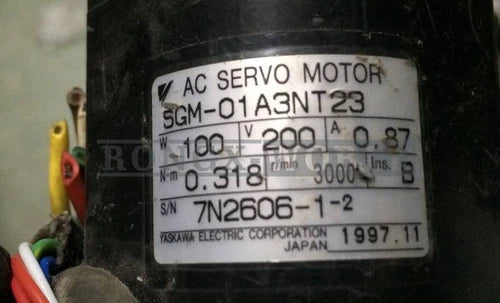 AC SERVO MOTOR
SGM-01A3NT23
W 100 V 200 A 0.87
N·m 0.318 r/min 3000 Ins. B
S/N 7N2606-1-2
YASKAWA ELECTRIC CORPORATION 1997.11
JAPAN